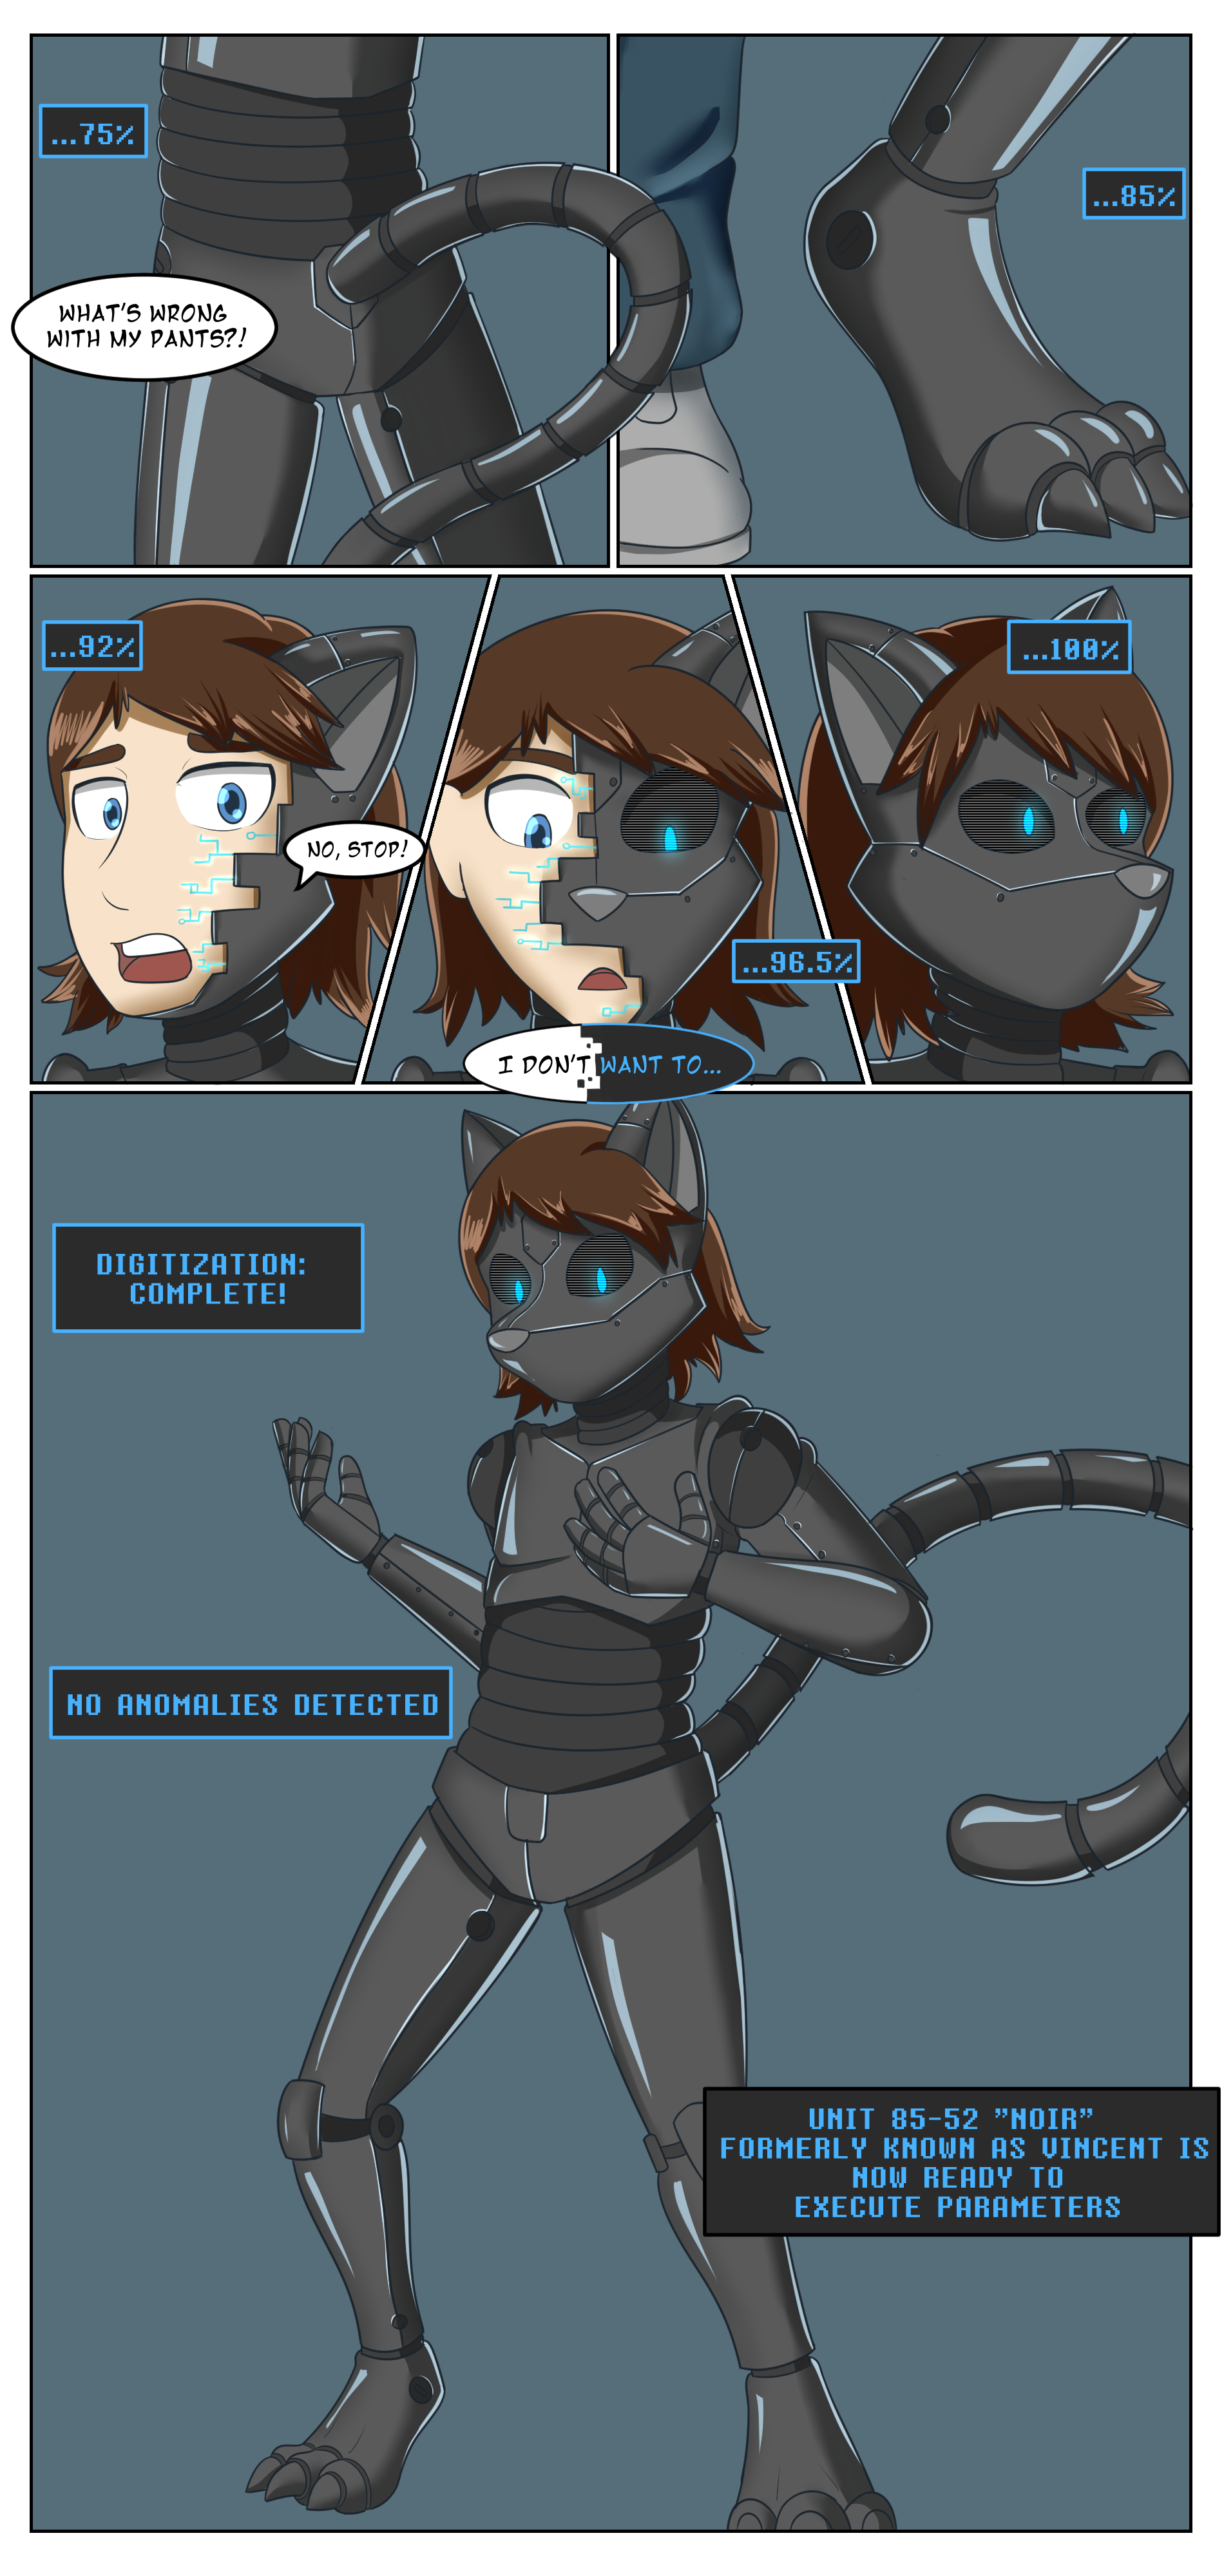 ...75%
...85%
WHAT'S WRONG
WITH MY PANTS?!
...92%
NO, STOP!
...96.5%
I DON'T WANT TO...
...100%
DIGITIZATION:
COMPLETE!
NO ANOMALIES DETECTED
UNIT 85-52 "NOIR"
FORMERLY KNOWN AS VINCENT IS
NOW READY TO
EXECUTE PARAMETERS